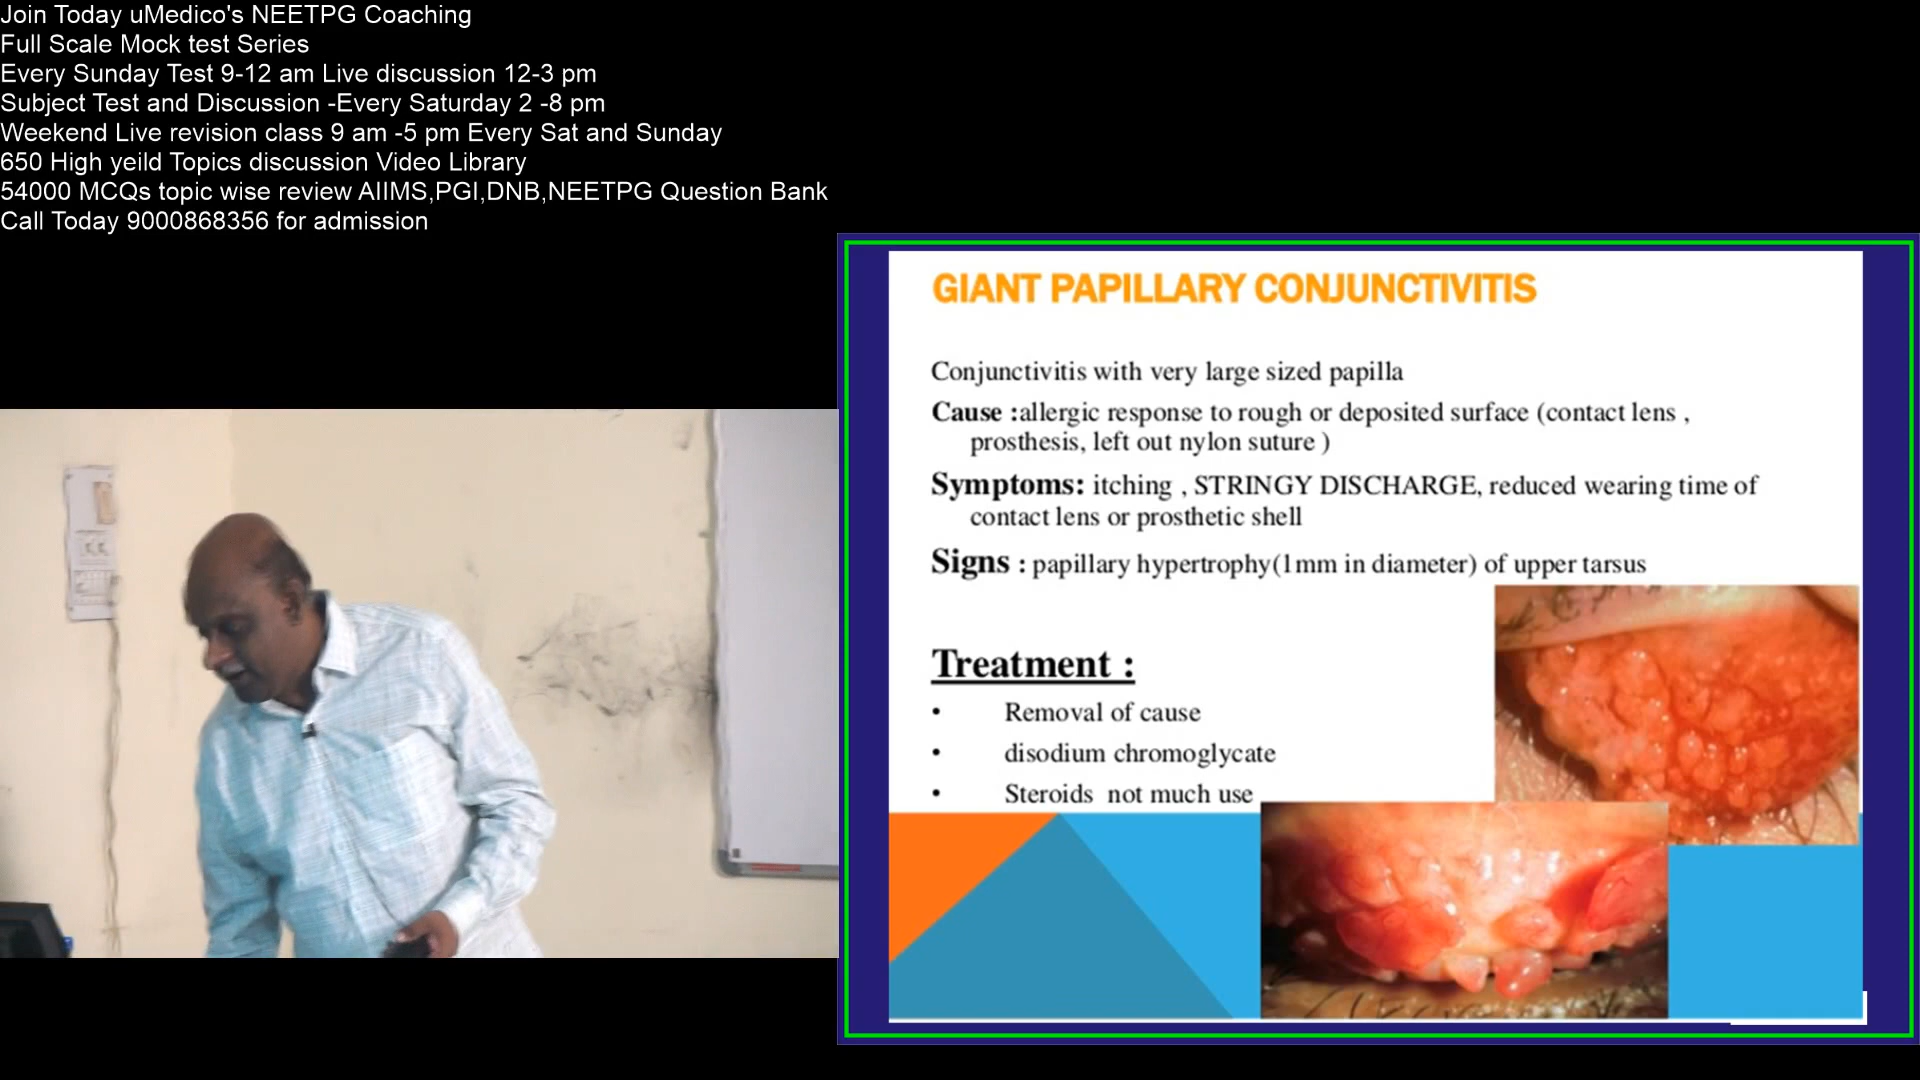 Join Today uMedico's NEETPG Coaching
Full Scale Mock test Series
Every Sunday Test 9-12 am Live discussion 12-3 pm
Subject Test and Discussion -Every Saturday 2 -8 pm
Weekend Live revision class 9 am -5 pm Every Sat and Sunday
650 High yeild Topics discussion Video Library
54000 MCQs topic wise review AIIMS,PGI,DNB,NEETPG Question Bank
Call Today 9000868356 for admission
GIANT PAPILLARY CONJUNCTIVITIS
Conjunctivitis with very large sized papilla
Cause :allergic response to rough or deposited surface (contact lens ,
prosthesis, left out nylon suture )
Symptoms: itching , STRINGY DISCHARGE, reduced wearing time of
contact lens or prosthetic shell
Signs : papillary hypertrophy(1mm in diameter) of upper tarsus
Treatment :
• Removal of cause
• disodium chromoglycate
• Steroids not much use